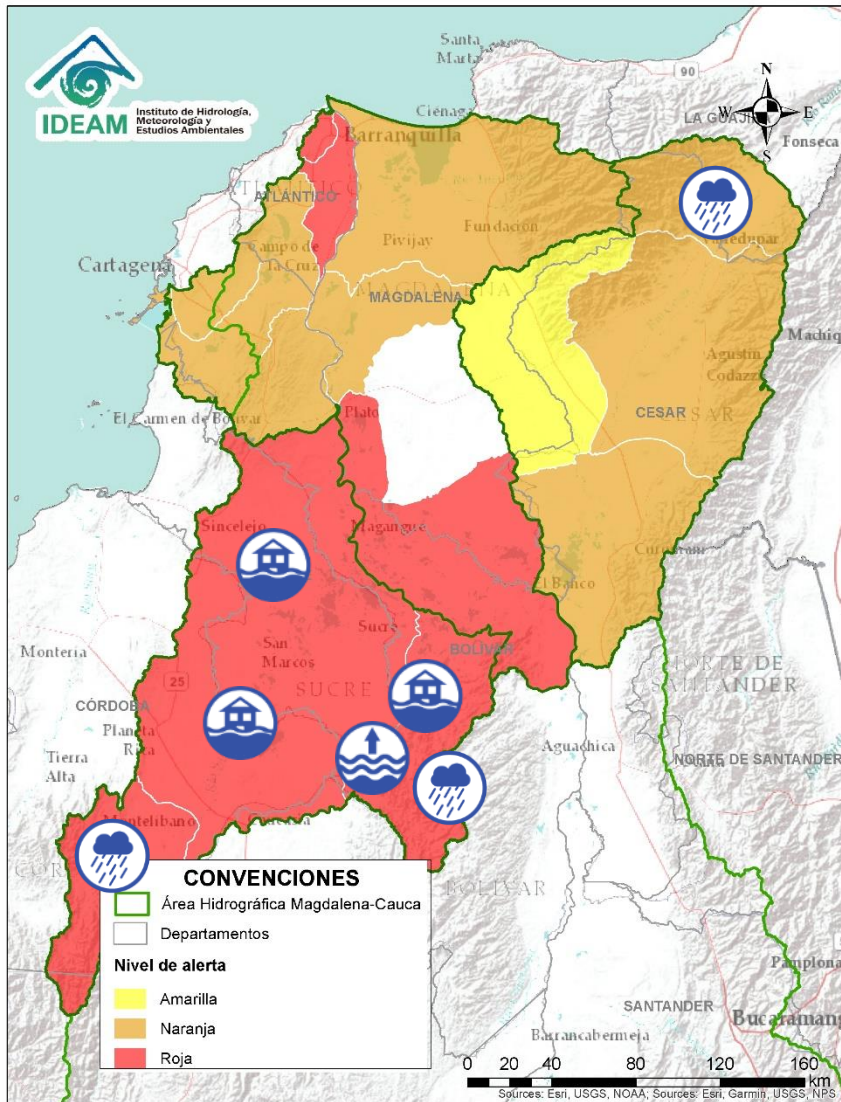 IDEAM
Instituto de Hidrología,
Meteorología y
Estudios Ambientales
Santa
Marta
90
N
W
E
S
LA GUAJI
Ciénaga
Fonseca
Barranquilla
ATLÁNTICO
Fundación
Pivijay
Campo de
la Cruz
Cartagena
MAGDALENA
Agustín
Codazzi
CESAR
El Carmen de Bolívar
Plato
Sincelejo
Magangué
El Banco
Sucre
BOLÍVAR
San
Marcos
SUCRE
Montería
25
CÓRDOBA
Planeta
Rica
Tierra
Alta
Aguachica
NORTE DE
SANTANDER
NORTE DE SANTANDER
Montelibano
BOLÍVAR
CONVENCIONES
Área Hidrográfica Magdalena-Cauca
Departamentos
Nivel de alerta
Amarilla
Naranja
Roja
Pamplona
SANTANDER
Bucaramang
Barrancabermeja
0 20 40 80 120 160
km
Sources: Esri, USGS, NOAA; Sources: Esri, Garmin, USGS, NPS